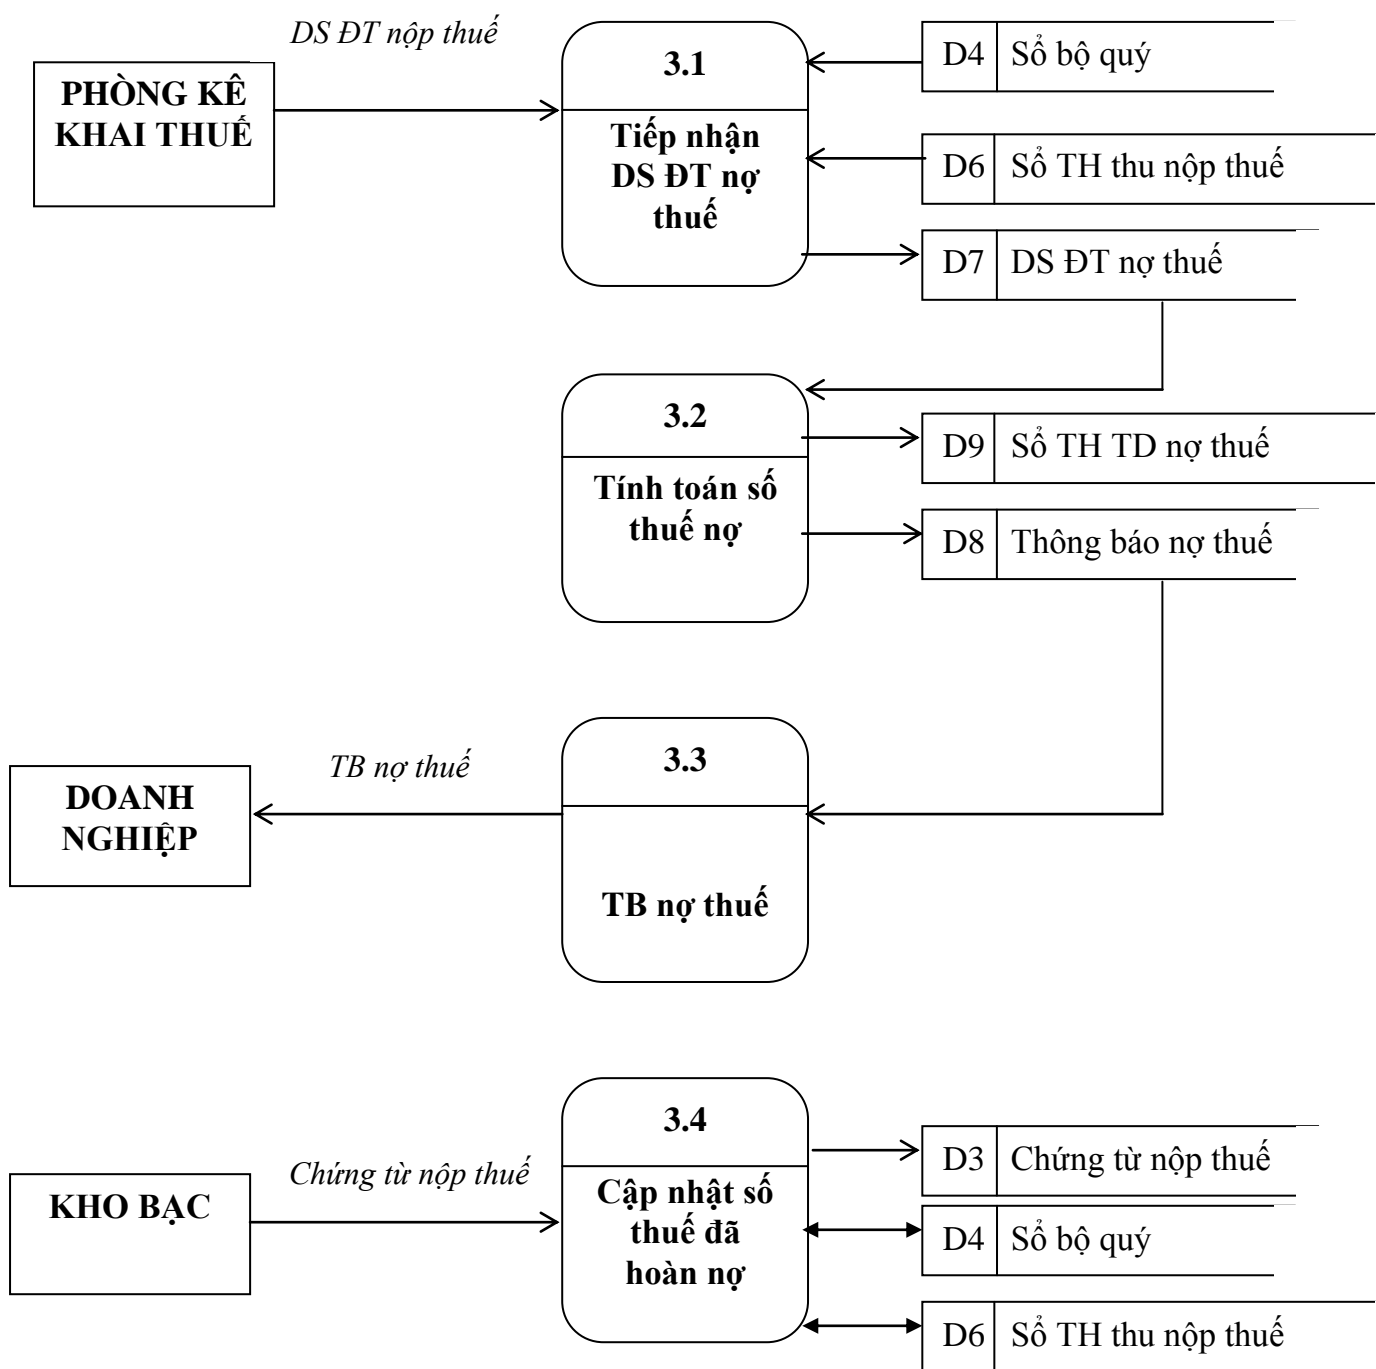 DS ĐT nộp thuế
PHÒNG KÊ
KHAI THUẾ
3.1
Tiếp nhận
DS ĐT nợ
thuế
D4 Sổ bộ quý
D6 Sổ TH thu nộp thuế
D7 DS ĐT nợ thuế
3.2
Tính toán số
thuế nợ
D9 Sổ TH TD nợ thuế
D8 Thông báo nợ thuế
TB nợ thuế
DOANH
NGHIỆP
3.3
TB nợ thuế
Chứng từ nộp thuế
KHO BẠC
3.4
Cập nhật số
thuế đã
hoàn nợ
D3 Chứng từ nộp thuế
D4 Sổ bộ quý
D6 Sổ TH thu nộp thuế